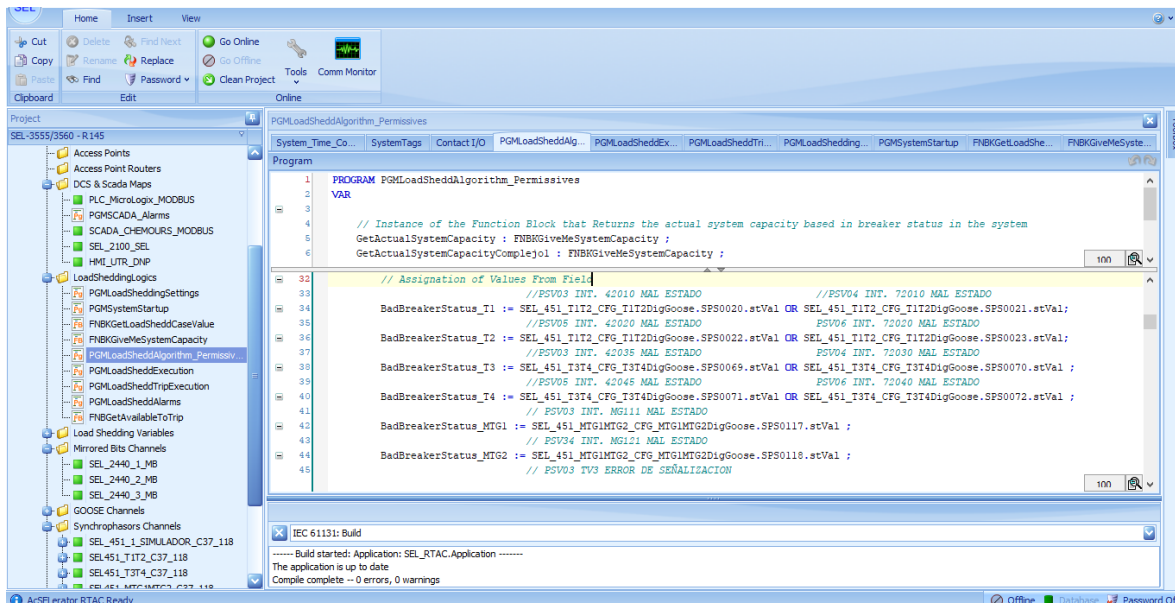 SEL
Home Insert View
Cut Delete Find Next Go Online
Copy Rename Replace Go Offline Tools Comm Monitor
Paste Find Password Clean Project
Clipboard Edit Online
Project
SEL-3555/3560 - R145
Access Points
Access Point Routers
DCS & Scada Maps
PLC_MicroLogix_MODBUS
PGMSCADA_Alarms
SCADA_CHEMOURS_MODBUS
SEL_2100_SEL
HMI_UTR_DNP
LoadSheddingLogics
PGMLoadSheddingSettings
PGMSystemStartup
FNBKGetLoadSheddCaseValue
FNBKGiveMeSystemCapacity
PGMLoadSheddAlgorithm_Permissiv...
PGMLoadSheddExecution
PGMLoadSheddTripExecution
PGMLoadSheddAlarms
FNBGetAvailableToTrip
Load Shedding Variables
Mirrored Bits Channels
SEL_2440_1_MB
SEL_2440_2_MB
SEL_2440_3_MB
GOOSE Channels
Synchrophasors Channels
SEL_451_1_SIMULADOR_C37_118
SEL451_T1T2_C37_118
SEL451_T3T4_C37_118
SEL451_MTG1MTG2_C37_118
PGMLoadSheddAlgorithm_Permissives
System_Time_Co... SystemTags Contact I/O PGMLoadSheddAlg... PGMLoadSheddEx... PGMLoadSheddTri... PGMLoadShedding... PGMSystemStartup FNBKGetLoadShe... FNBKGiveMeSyste...
Program
1 PROGRAM PGMLoadSheddAlgorithm_Permissives
2 VAR
3
4 // Instance of the Function Block that Returns the actual system capacity based in breaker status in the system
5 GetActualSystemCapacity : FNBKGiveMeSystemCapacity ;
6 GetActualSystemCapacityComplejo1 : FNBKGiveMeSystemCapacity ;
100
32 // Assignation of Values From Field
33 //PSV03 INT. 42010 MAL ESTADO //PSV04 INT. 72010 MAL ESTADO
34 BadBreakerStatus_T1 := SEL_451_T1T2_CFG_T1T2DigGoose.SPS0020.stVal OR SEL_451_T1T2_CFG_T1T2DigGoose.SPS0021.stVal;
35 //PSV05 INT. 42020 MAL ESTADO PSV06 INT. 72020 MAL ESTADO
36 BadBreakerStatus_T2 := SEL_451_T1T2_CFG_T1T2DigGoose.SPS0022.stVal OR SEL_451_T1T2_CFG_T1T2DigGoose.SPS0023.stVal;
37 //PSV03 INT. 42035 MAL ESTADO PSV04 INT. 72030 MAL ESTADO
38 BadBreakerStatus_T3 := SEL_451_T3T4_CFG_T3T4DigGoose.SPS0069.stVal OR SEL_451_T3T4_CFG_T3T4DigGoose.SPS0070.stVal ;
39 //PSV05 INT. 42045 MAL ESTADO PSV06 INT. 72040 MAL ESTADO
40 BadBreakerStatus_T4 := SEL_451_T3T4_CFG_T3T4DigGoose.SPS0071.stVal OR SEL_451_T3T4_CFG_T3T4DigGoose.SPS0072.stVal ;
41 // PSV03 INT. MG111 MAL ESTADO
42 BadBreakerStatus_MTG1 := SEL_451_MTG1MTG2_CFG_MTG1MTG2DigGoose.SPS0117.stVal ;
43 // PSV34 INT. MG121 MAL ESTADO
44 BadBreakerStatus_MTG2 := SEL_451_MTG1MTG2_CFG_MTG1MTG2DigGoose.SPS0118.stVal ;
45 // PSV03 TV3 ERROR DE SEÑALIZACION
100
IEC 61131: Build
------ Build started: Application: SEL_RTAC.Application -------
The application is up to date
Compile complete -- 0 errors, 0 warnings
AcSELerator RTAC Ready Offline Database Password